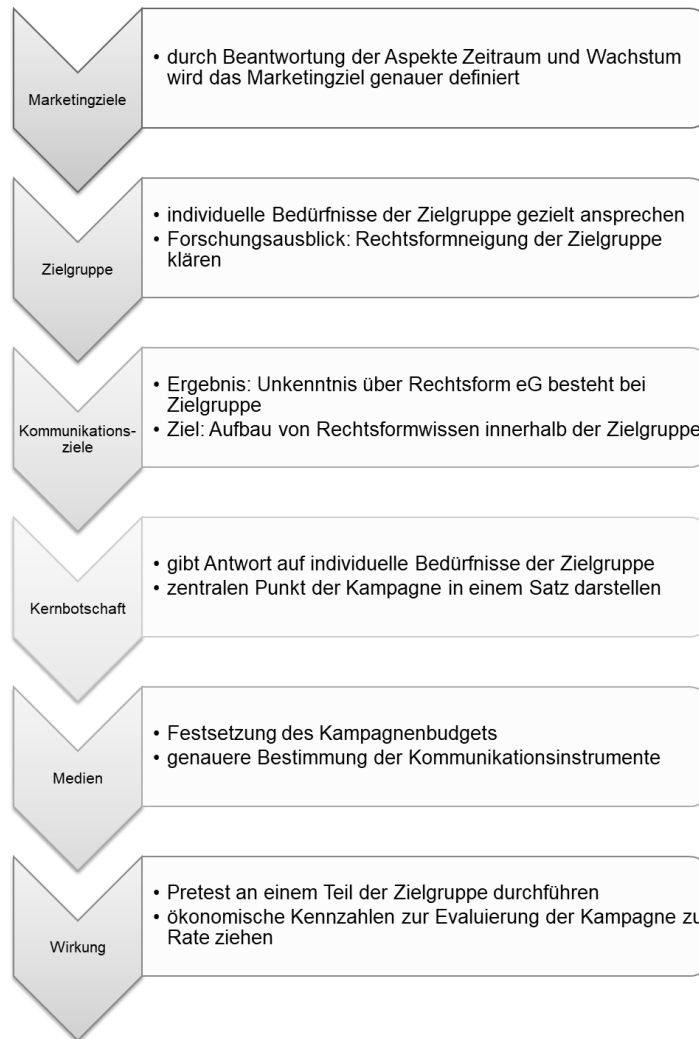 Marketingziele
• durch Beantwortung der Aspekte Zeitraum und Wachstum
wird das Marketingziel genauer definiert
Zielgruppe
• individuelle Bedürfnisse der Zielgruppe gezielt ansprechen
• Forschungsausblick: Rechtsformneigung der Zielgruppe
klären
Kommunikations-
ziele
• Ergebnis: Unkenntnis über Rechtsform eG besteht bei
Zielgruppe
• Ziel: Aufbau von Rechtsformwissen innerhalb der Zielgruppe
Kernbotschaft
• gibt Antwort auf individuelle Bedürfnisse der Zielgruppe
• zentralen Punkt der Kampagne in einem Satz darstellen
Medien
• Festsetzung des Kampagnenbudgets
• genauere Bestimmung der Kommunikationsinstrumente
Wirkung
• Pretest an einem Teil der Zielgruppe durchführen
• ökonomische Kennzahlen zur Evaluierung der Kampagne zu
Rate ziehen